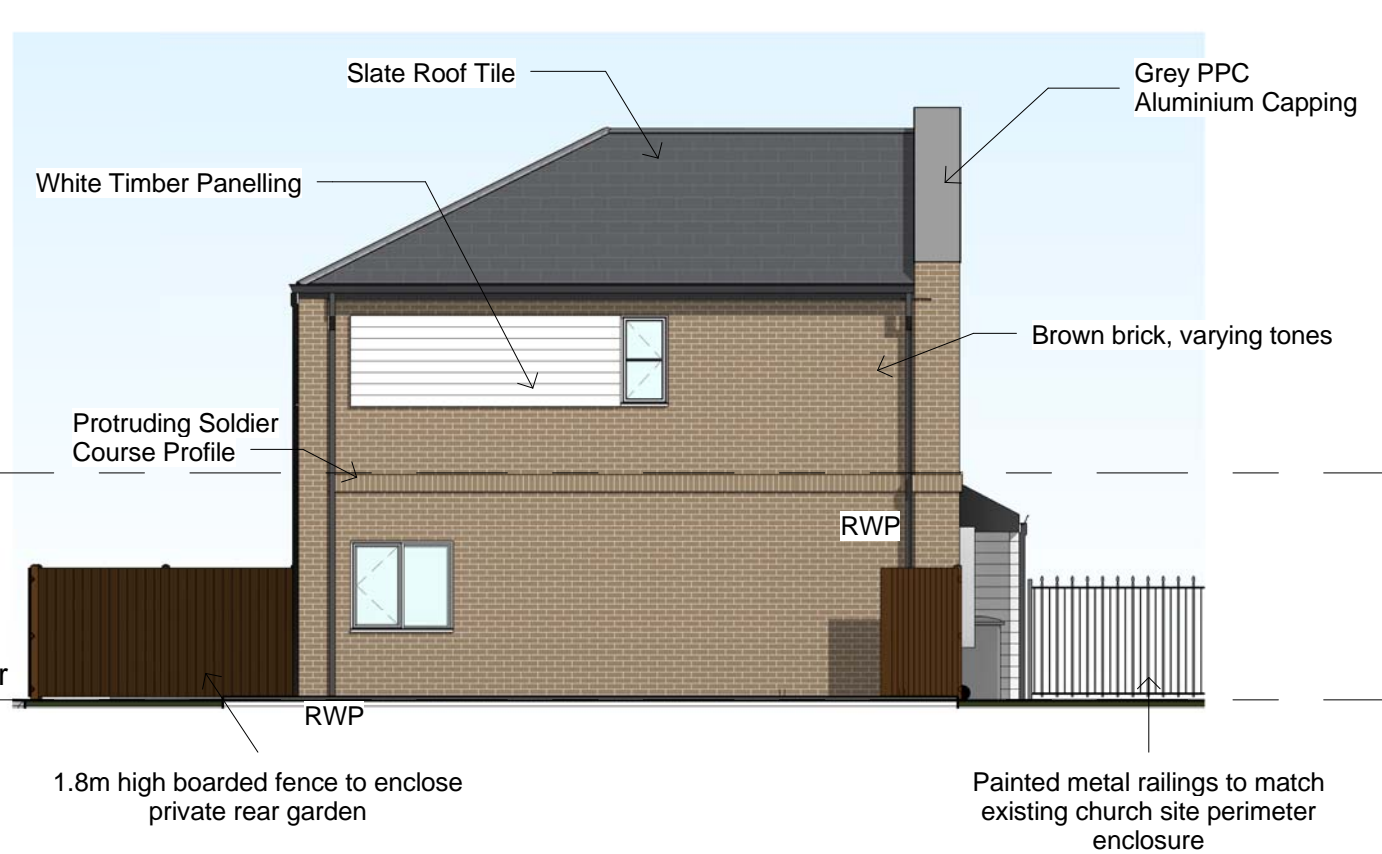 Slate Roof Tile
Grey PPC
Aluminium Capping
White Timber Panelling
Brown brick, varying tones
Protruding Soldier
Course Profile
RWP
r
RWP
1.8m high boarded fence to enclose
private rear garden
Painted metal railings to match
existing church site perimeter
enclosure